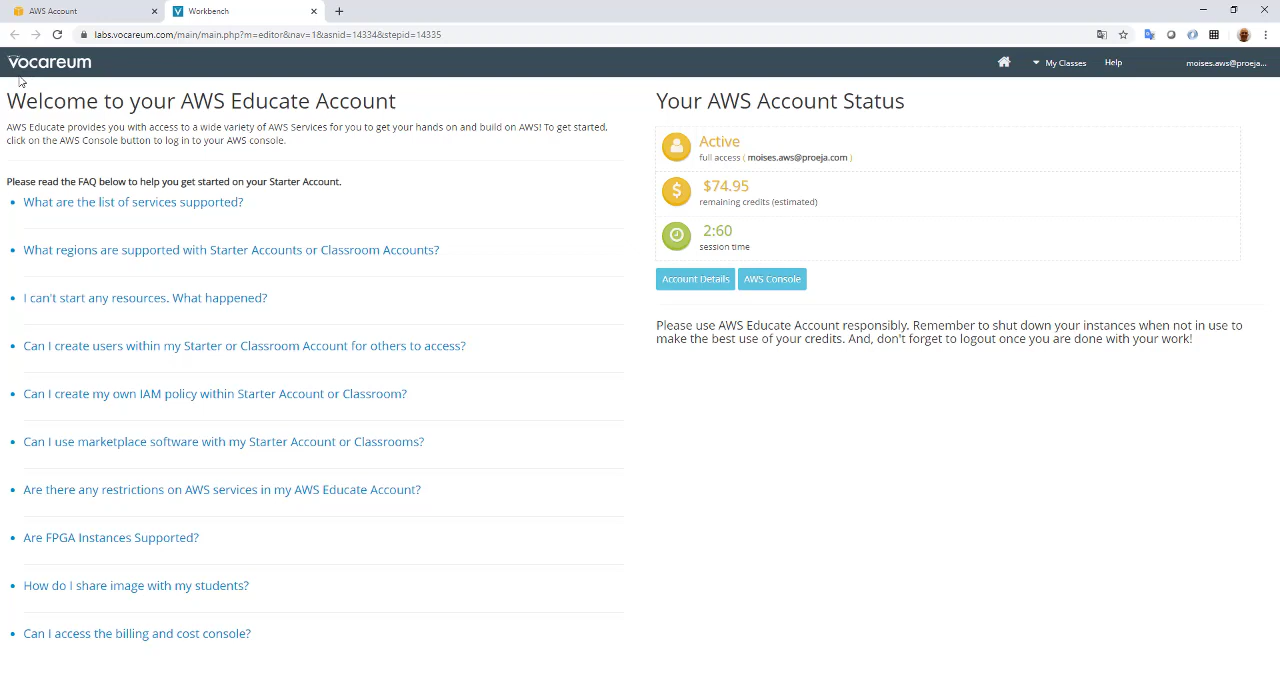 AWS Account
Workbench
labs.vocareum.com/main/main.php?m=editor&nav=1&asnid=14334&stepid=14335
vocareum
My Classes
Help
moises.aws@proeja...
Welcome to your AWS Educate Account
AWS Educate provides you with access to a wide variety of AWS Services for you to get your hands on and build on AWS! To get started,
click on the AWS Console button to log in to your AWS console.
Please read the FAQ below to help you get started on your Starter Account.
What are the list of services supported?
What regions are supported with Starter Accounts or Classroom Accounts?
I can't start any resources. What happened?
Can I create users within my Starter or Classroom Account for others to access?
Can I create my own IAM policy within Starter Account or Classroom?
Can I use marketplace software with my Starter Account or Classrooms?
Are there any restrictions on AWS services in my AWS Educate Account?
Are FPGA Instances Supported?
How do I share image with my students?
Can I access the billing and cost console?
Your AWS Account Status
Active
full access ( moises.aws@proeja.com )
$74.95
remaining credits (estimated)
2:60
session time
Account Details
AWS Console
Please use AWS Educate Account responsibly. Remember to shut down your instances when not in use to
make the best use of your credits. And, don't forget to logout once you are done with your work!